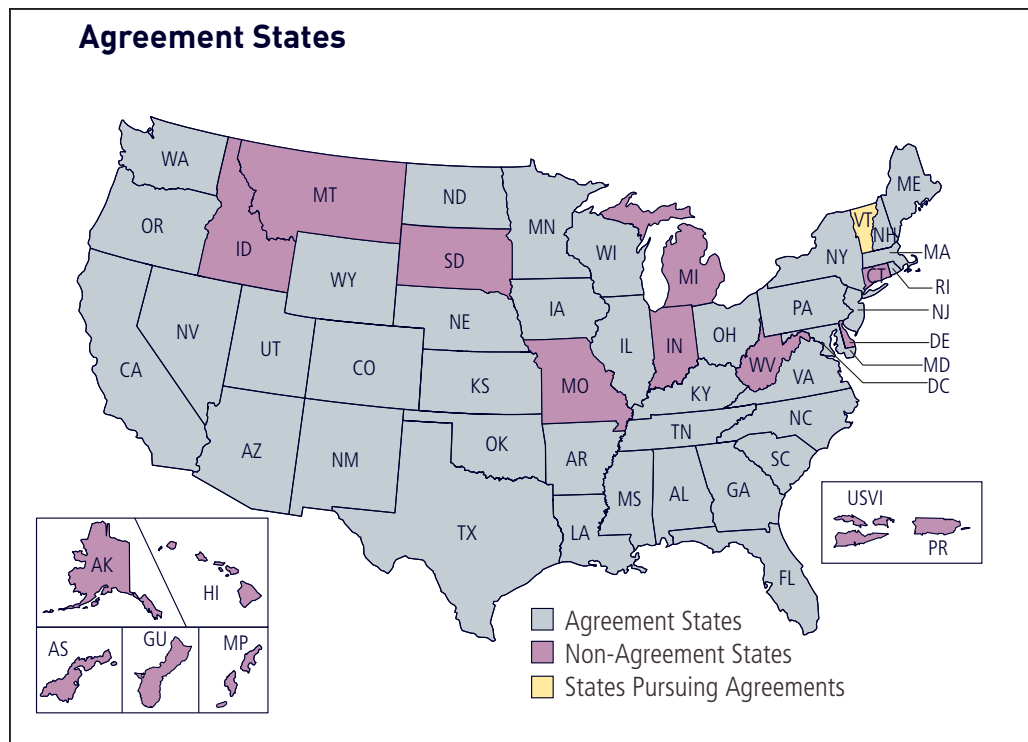 Agreement States
WA
MT
ND
MN
ME
VT
NH
OR
ID
SD
WI
MI
NY
MA
RI
CT
WY
IA
PA
NJ
NE
OH
DE
NV
UT
IL
IN
MD
CA
CO
WV
VA
DC
KS
MO
KY
NC
TN
AZ
NM
OK
AR
SC
MS
AL
GA
USVI
TX
LA
PR
AK
HI
FL
Agreement States
AS
GU
MP
Non-Agreement States
States Pursuing Agreements